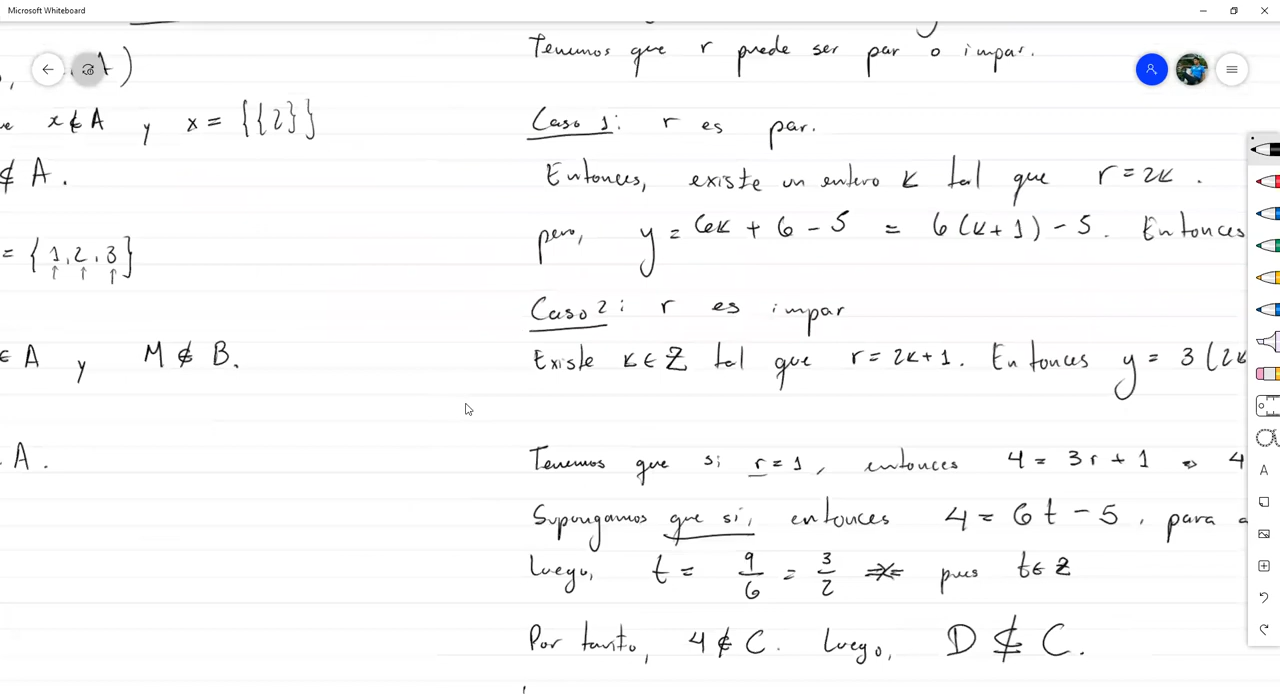 Microsoft Whiteboard
Tenemos que r puede ser par o impar.
x ∉ A y x = {{2}}
∉ A.
= {1, 2, 3}
∈ A y M ∉ B.
A.
Caso 1: r es par.
Entonces, existe un entero k tal que r = 2k.
pero, y = 6k + 6 - 5 = 6(k+1) - 5. Entonces
Caso 2: r es impar
Existe k ∈ Z tal que r = 2k+1. Entonces y = 3(2k
Tenemos que si r = 1, entonces 4 = 3r + 1 ⇒ 4
Supongamos que si, entonces 4 = 6t - 5, para
luego, t = 9/6 = 3/2 pues t ∈ Z
Por tanto, 4 ∉ C. luego, D ⊈ C.